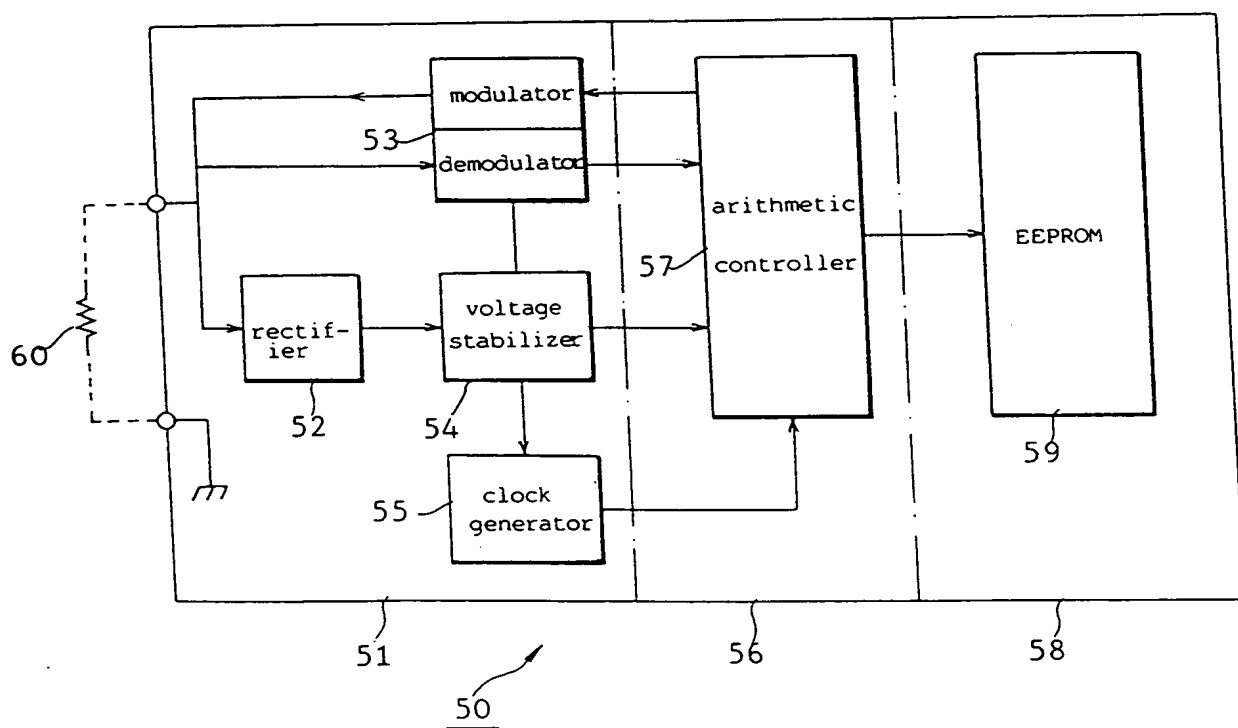 modulator
53
demodulator
arithmetic
controller
57
EEPROM
voltage
stabilizer
rectif-
ier
60
52
54
59
55
clock
generator
51
56
58
50